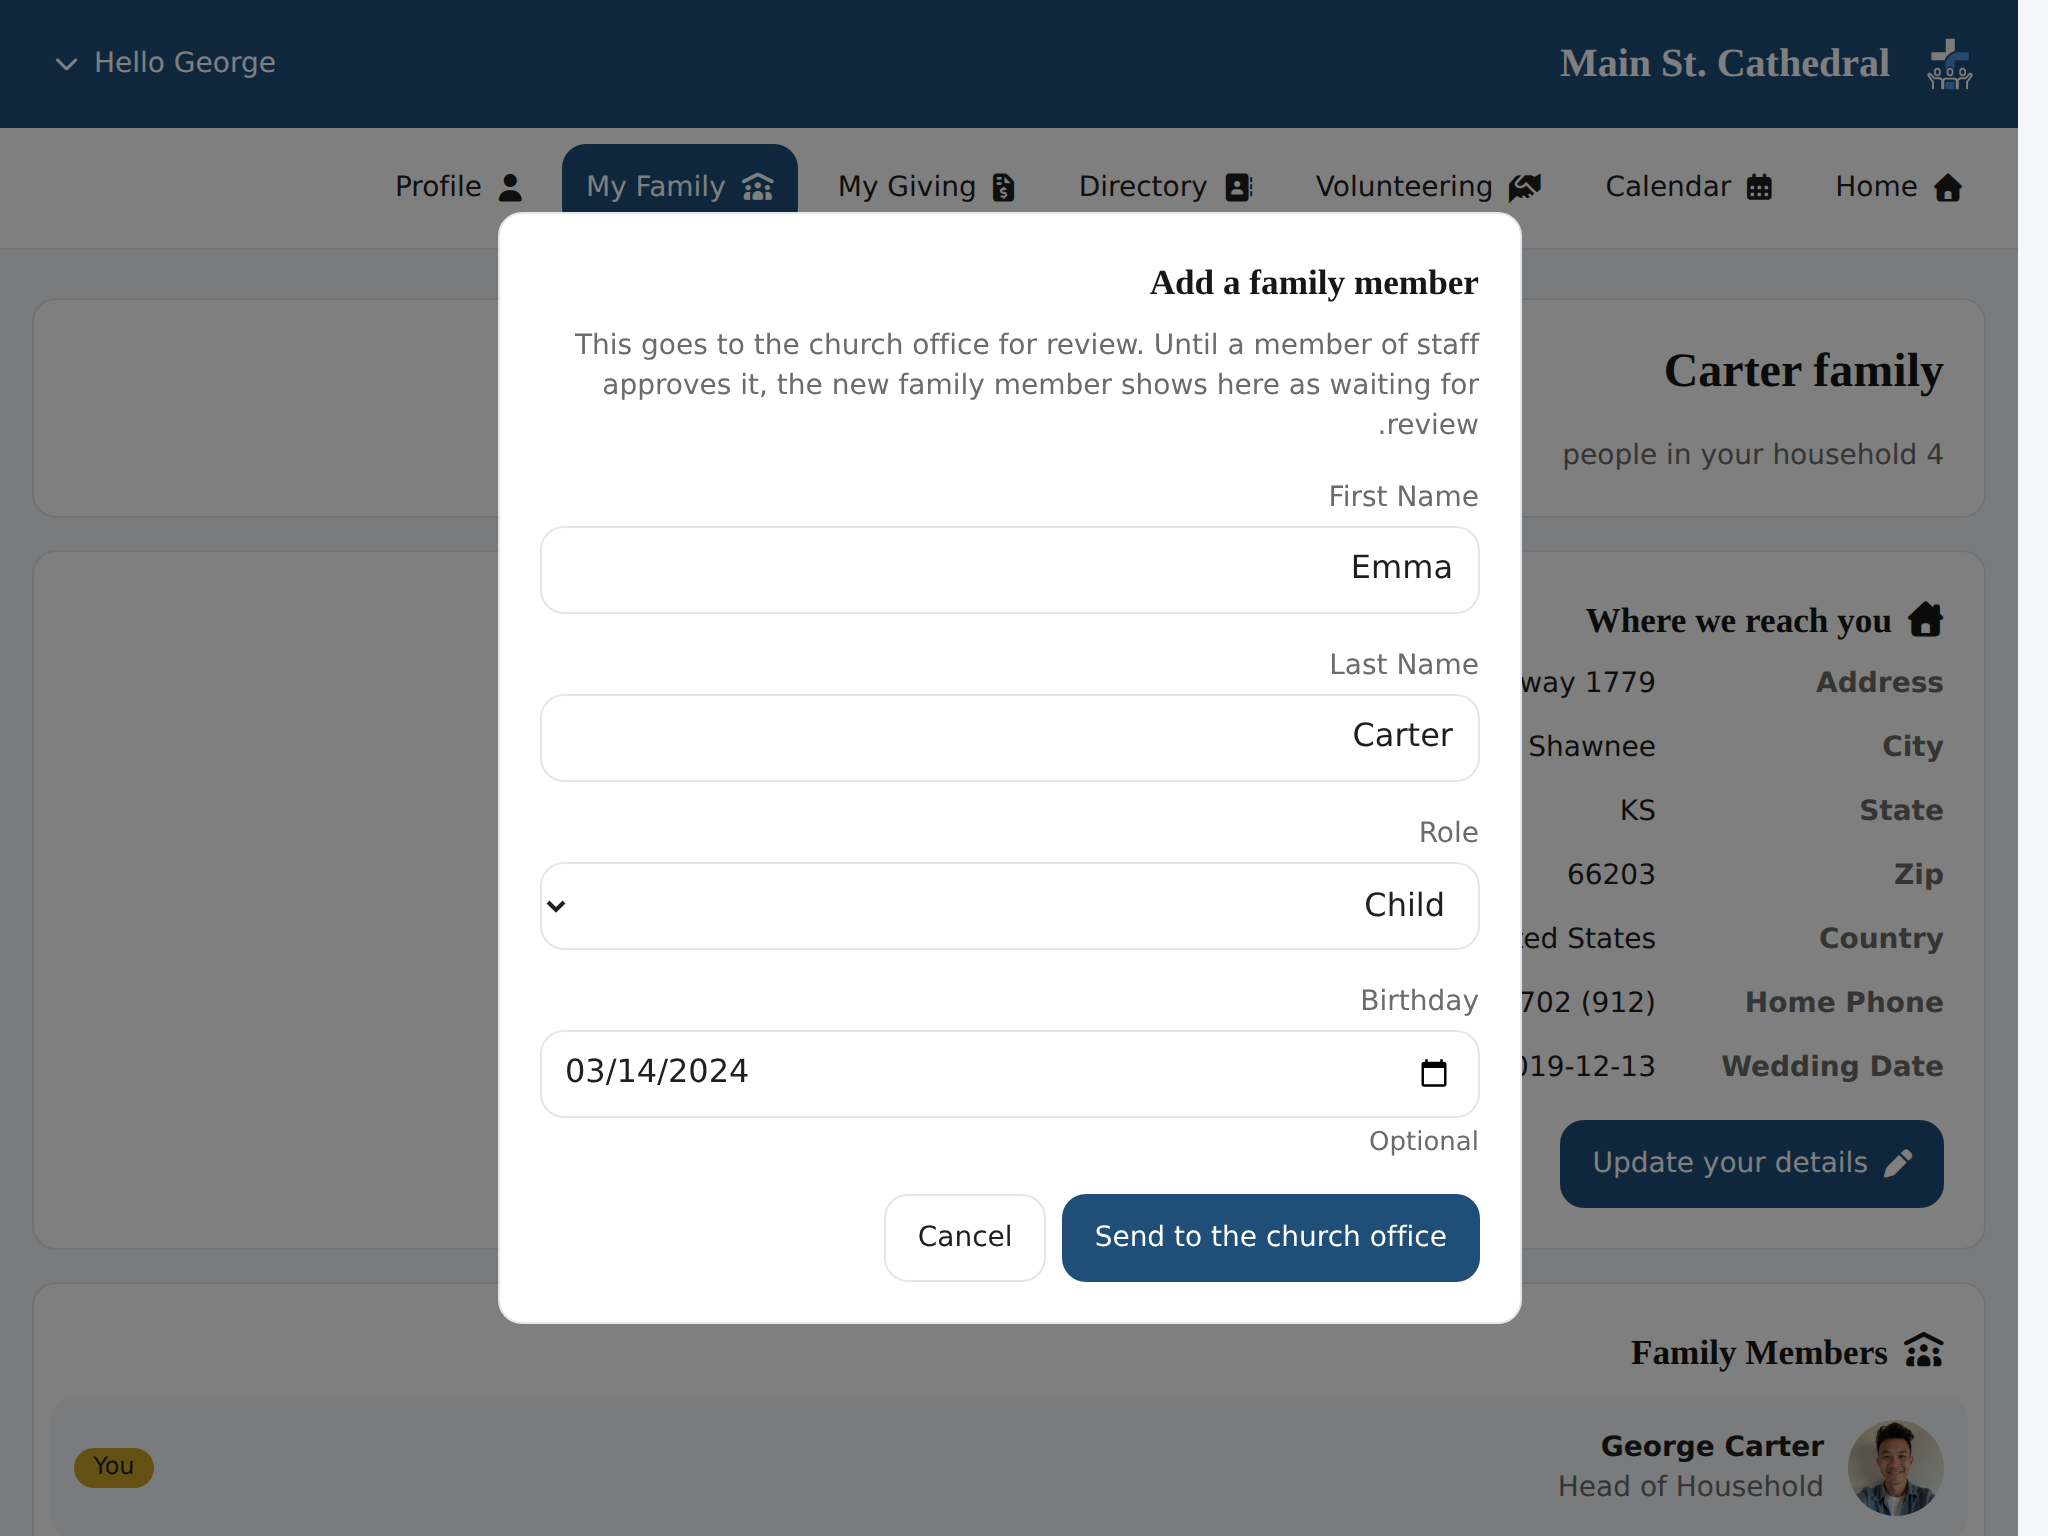 Main St. Cathedral
Hello George
Home
Calendar
Volunteering
Directory
My Giving
My Family
Profile
Carter family
people in your household 4
Where we reach you
Address
way 1779
City
Shawnee
State
KS
Zip
66203
Country
ed States
Home Phone
702 (912)
Wedding Date
019-12-13
Update your details
Family Members
George Carter
Head of Household
You
Add a family member
This goes to the church office for review. Until a member of staff
approves it, the new family member shows here as waiting for
.review
First Name
Emma
Last Name
Carter
Role
Child
Birthday
03/14/2024
Optional
Send to the church office
Cancel